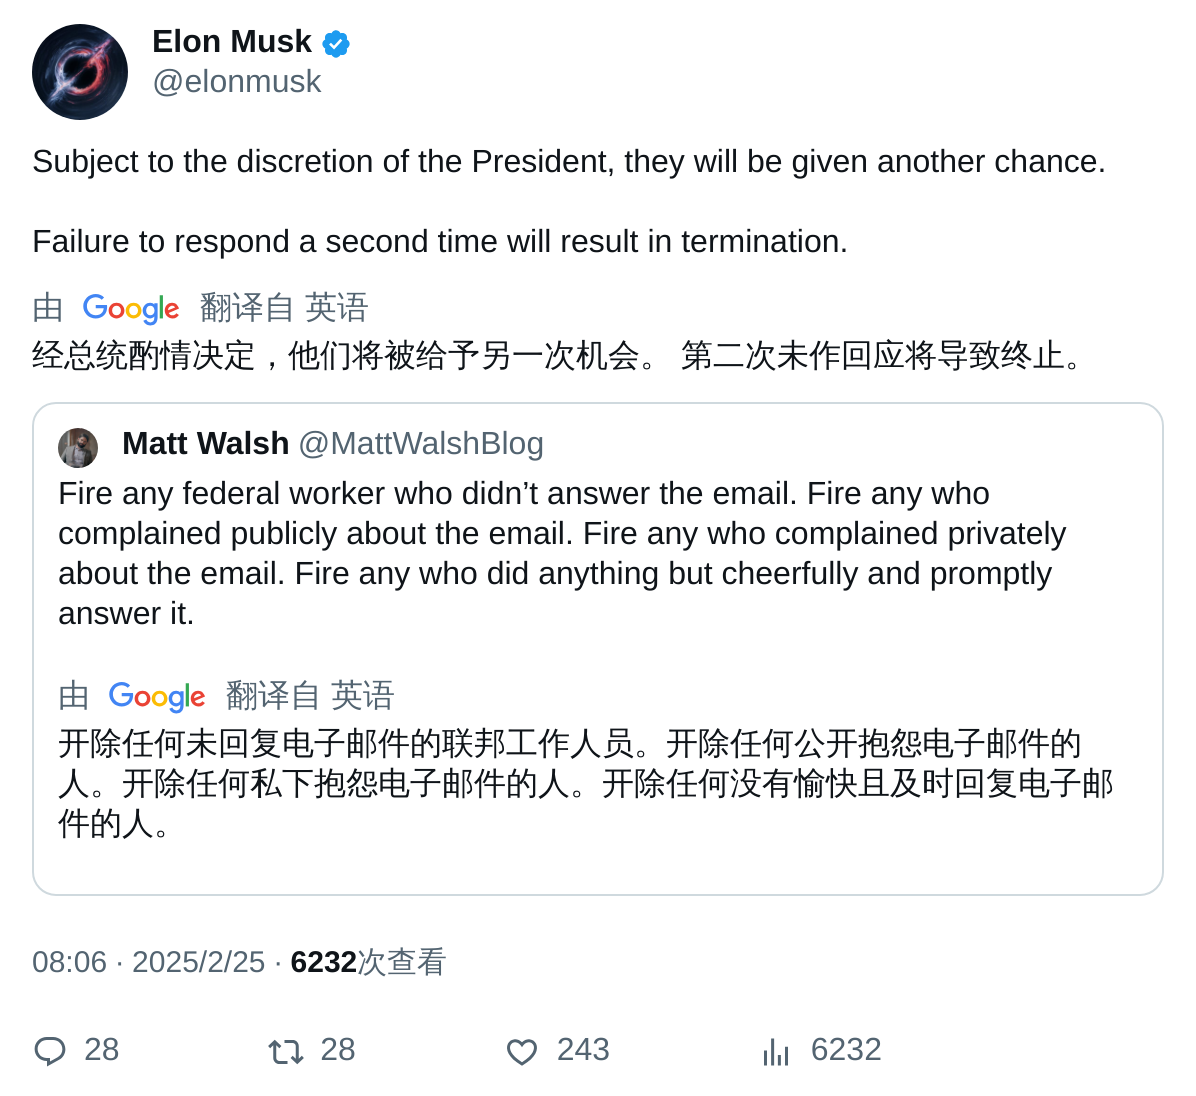 Elon Musk
@elonmusk
Subject to the discretion of the President, they will be given another chance.
Failure to respond a second time will result in termination.
由 Google 翻译自 英语
经总统酌情决定，他们将被给予另一次机会。 第二次未作回应将导致终止。
Matt Walsh @MattWalshBlog
Fire any federal worker who didn’t answer the email. Fire any who
complained publicly about the email. Fire any who complained privately
about the email. Fire any who did anything but cheerfully and promptly
answer it.
由 Google 翻译自 英语
开除任何未回复电子邮件的联邦工作人员。开除任何公开抱怨电子邮件的
人。开除任何私下抱怨电子邮件的人。开除任何没有愉快且及时回复电子邮
件的人。
08:06 · 2025/2/25 · 6232次查看
28 28 243 6232